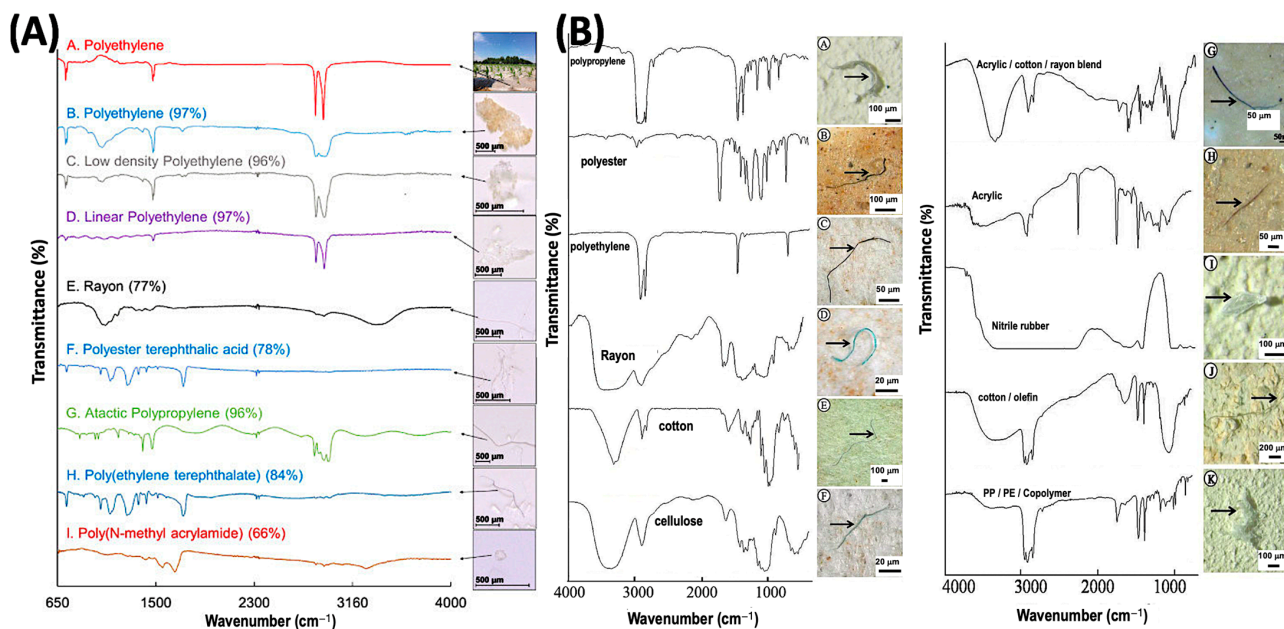 (A)
A. Polyethylene
B. Polyethylene (97%)
500 µm
C. Low density Polyethylene (96%)
500 µm
D. Linear Polyethylene (97%)
500 µm
E. Rayon (77%)
500 µm
F. Polyester terephthalic acid (78%)
500 µm
G. Atactic Polypropylene (96%)
500 µm
H. Poly(ethylene terephthalate) (84%)
500 µm
I. Poly(N-methyl acrylamide) (66%)
500 µm
Transmittance (%)
650 1500 2300 3160 4000
Wavenumber (cm−1)
(B)
polypropylene
A
100 µm
polyester
B
100 µm
polyethylene
C
50 µm
4000 3000 2000 1000
Rayon
D
20 µm
cotton
E
100 µm
cellulose
F
20 µm
Transmittance (%)
4000 3000 2000 1000
Wavenumber (cm−1)
Acrylic / cotton / rayon blend
G
50 µm
Acrylic
H
50 µm
Nitrile rubber
I
100 µm
cotton / olefin
J
200 µm
PP / PE / Copolymer
K
100 µm
Transmittance (%)
4000 3000 2000 1000
Wavenumber (cm−1)